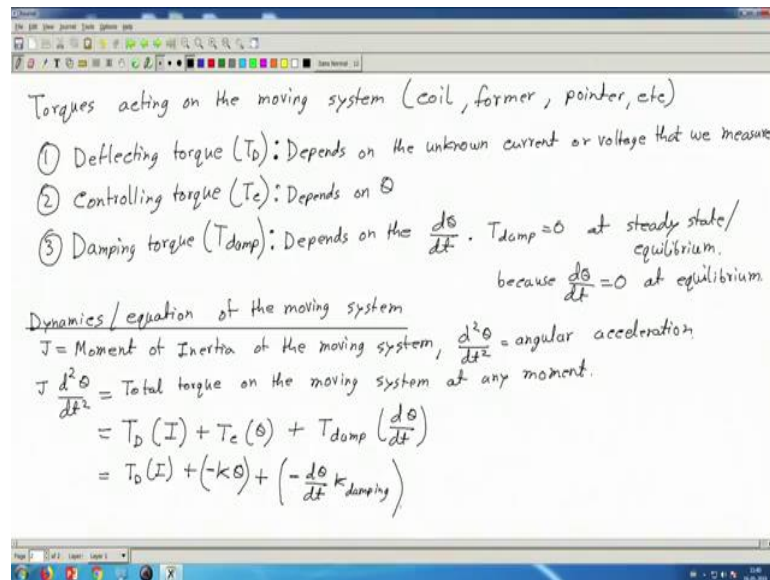 Torques acting on the moving system (coil, former, pointer, etc)
① Deflecting torque (T_D): Depends on the unknown current or voltage that we measure
② Controlling torque (T_c): Depends on θ
③ Damping torque (T_damp): Depends on the dθ/dt. T_damp = 0 at steady state/
equilibrium.
because dθ/dt = 0 at equilibrium.
Dynamics/equation of the moving system
J = Moment of Inertia of the moving system, d²θ/dt² = angular acceleration.
J d²θ/dt² = Total torque on the moving system at any moment.
= T_D (I) + T_c (θ) + T_damp (dθ/dt)
= T_D (I) + (-kθ) + (- dθ/dt k_damping)